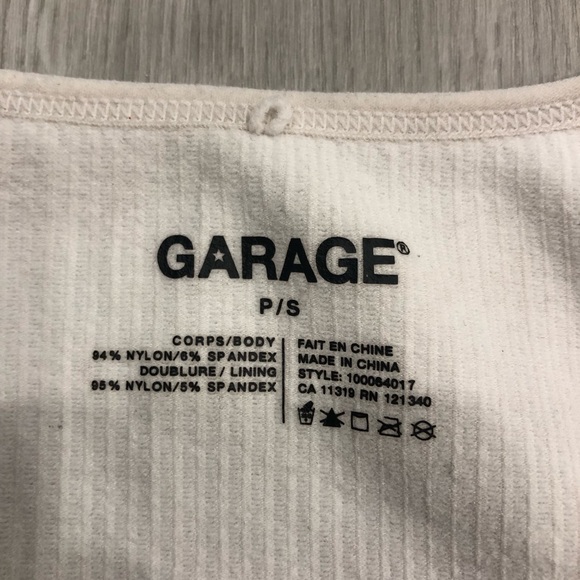 GARAGE®
P/S
CORPS/BODY
94% NYLON/6% SPANDEX
DOUBLURE / LINING
95% NYLON/5% SPANDEX
FAIT EN CHINE
MADE IN CHINA
STYLE: 100064017
CA 11319 RN 121340